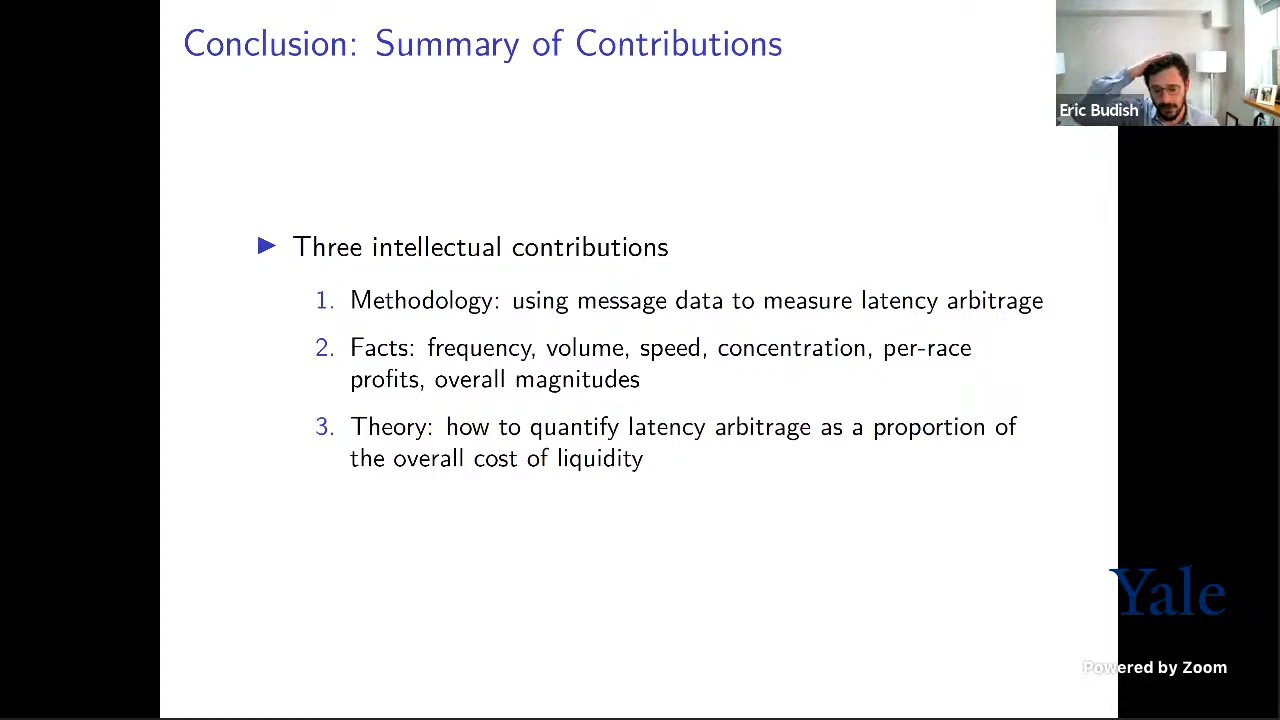 Conclusion: Summary of Contributions
Eric Budish
▶ Three intellectual contributions
1. Methodology: using message data to measure latency arbitrage
2. Facts: frequency, volume, speed, concentration, per-race
profits, overall magnitudes
3. Theory: how to quantify latency arbitrage as a proportion of
the overall cost of liquidity
Yale
Powered by Zoom